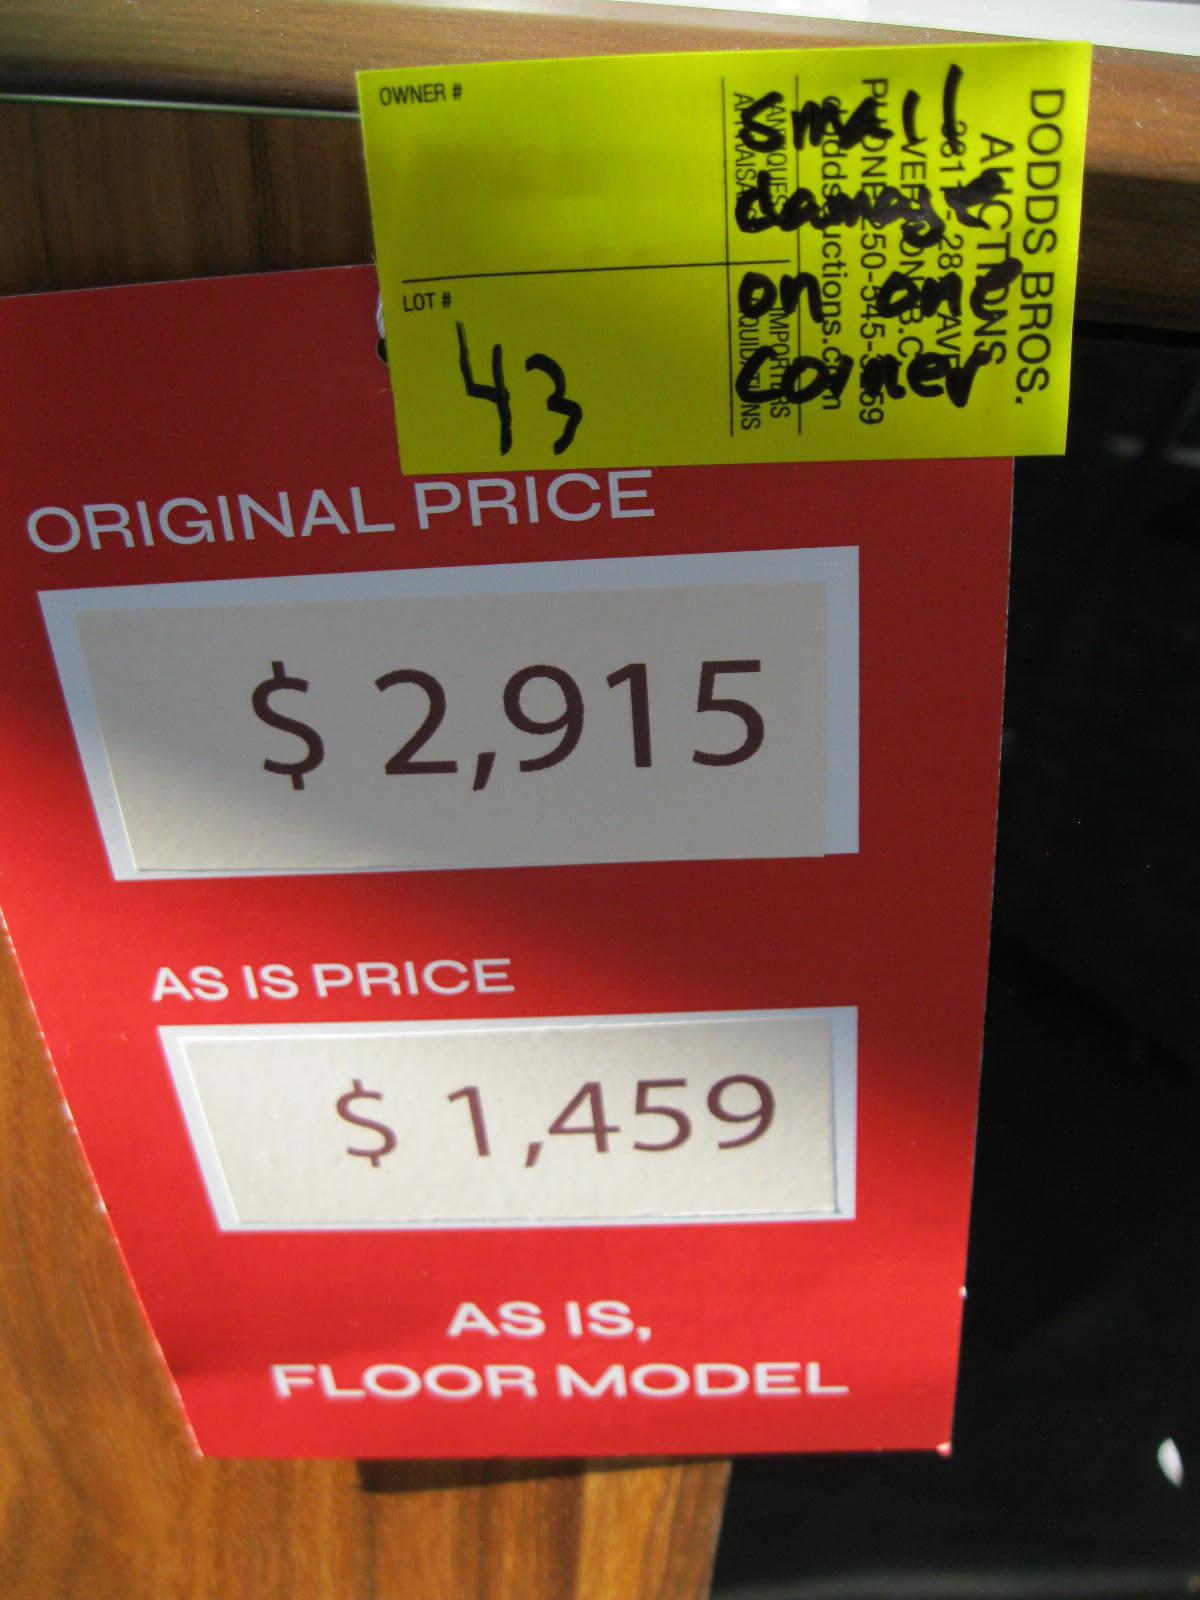 OWNER #
LOT #
43
small
damage
on one
corner
DODDS BROS.
AUCTIONS
ORIGINAL PRICE
$ 2,915
AS IS PRICE
$ 1,459
AS IS,
FLOOR MODEL